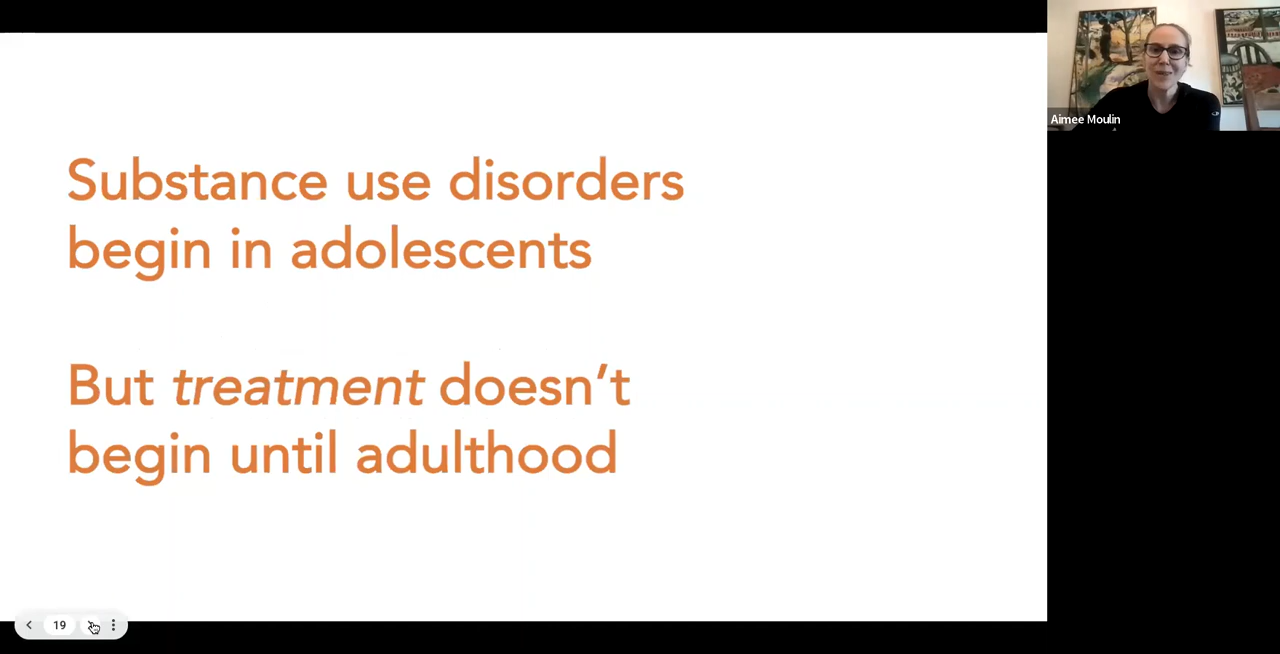 Substance use disorders
begin in adolescents
But treatment doesn’t
begin until adulthood
Aimee Moulin
19